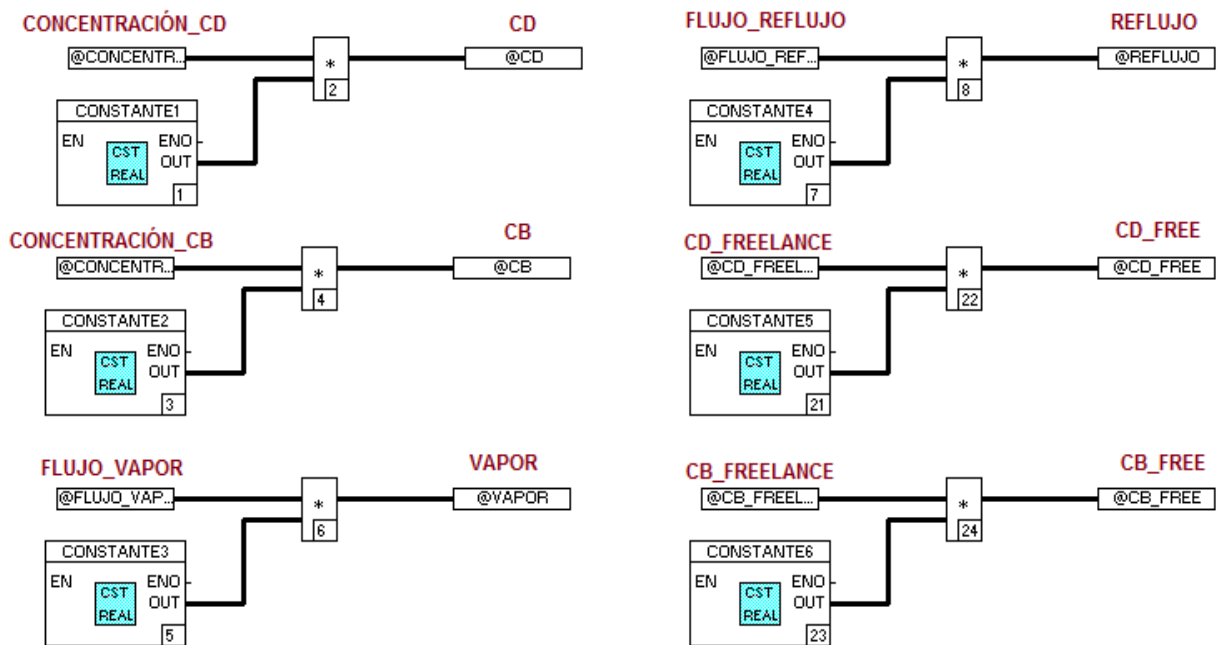 CONCENTRACIÓN_CD
CD
@CONCENTR...
*
2
@CD
CONSTANTE1
EN
CST
REAL
ENO
OUT
1
CONCENTRACIÓN_CB
CB
@CONCENTR...
*
4
@CB
CONSTANTE2
EN
CST
REAL
ENO
OUT
3
FLUJO_VAPOR
VAPOR
@FLUJO_VAP...
*
6
@VAPOR
CONSTANTE3
EN
CST
REAL
ENO
OUT
5
FLUJO_REFLUJO
REFLUJO
@FLUJO_REF...
*
8
@REFLUJO
CONSTANTE4
EN
CST
REAL
ENO
OUT
7
CD_FREELANCE
CD_FREE
@CD_FREEL...
*
22
@CD_FREE
CONSTANTE5
EN
CST
REAL
ENO
OUT
21
CB_FREELANCE
CB_FREE
@CB_FREEL...
*
24
@CB_FREE
CONSTANTE6
EN
CST
REAL
ENO
OUT
23